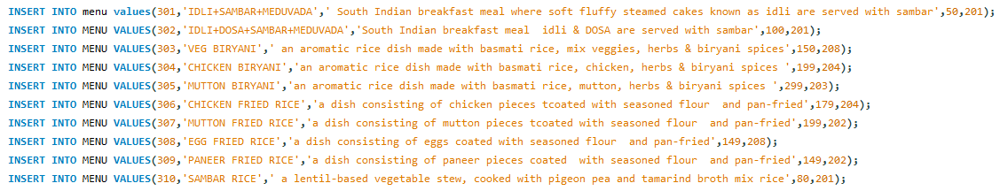 INSERT INTO menu values(301,'IDLI+SAMBAR+MEDUVADA',' South Indian breakfast meal where soft fluffy steamed cakes known as idli are served with sambar',50,201);
INSERT INTO MENU VALUES(302,'IDLI+DOSA+SAMBAR+MEDUVADA','South Indian breakfast meal  idli & DOSA are served with sambar',100,201);
INSERT INTO MENU VALUES(303,'VEG BIRYANI',' an aromatic rice dish made with basmati rice, mix veggies, herbs & biryani spices',150,208);
INSERT INTO MENU VALUES(304,'CHICKEN BIRYANI','an aromatic rice dish made with basmati rice, chicken, herbs & biryani spices ',199,204);
INSERT INTO MENU VALUES(305,'MUTTON BIRYANI','an aromatic rice dish made with basmati rice, mutton, herbs & biryani spices ',299,203);
INSERT INTO MENU VALUES(306,'CHICKEN FRIED RICE','a dish consisting of chicken pieces tcoated with seasoned flour  and pan-fried',179,204);
INSERT INTO MENU VALUES(307,'MUTTON FRIED RICE','a dish consisting of mutton pieces tcoated with seasoned flour  and pan-fried',199,202);
INSERT INTO MENU VALUES(308,'EGG FRIED RICE','a dish consisting of eggs coated with seasoned flour  and pan-fried',149,208);
INSERT INTO MENU VALUES(309,'PANEER FRIED RICE','a dish consisting of paneer pieces coated  with seasoned flour  and pan-fried',149,202);
INSERT INTO MENU VALUES(310,'SAMBAR RICE',' a lentil-based vegetable stew, cooked with pigeon pea and tamarind broth mix rice',80,201);